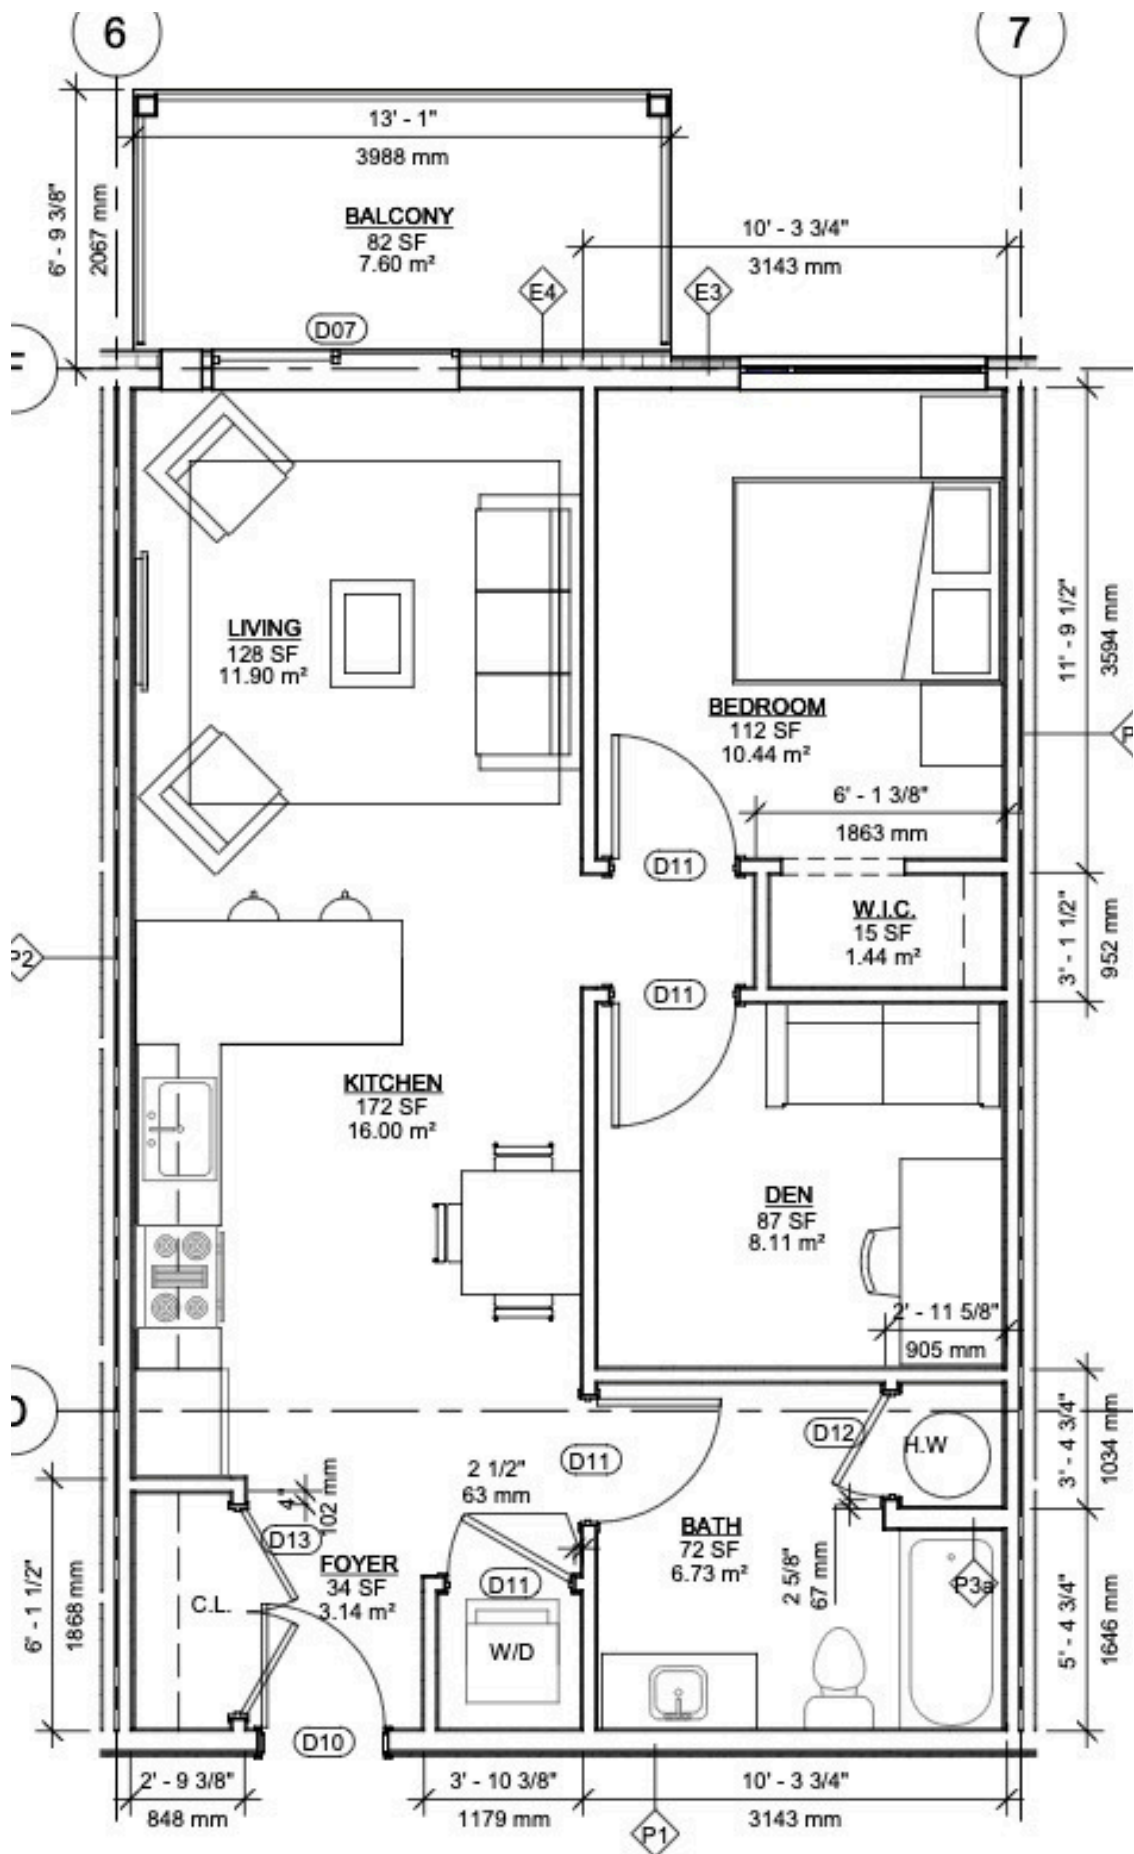 6
7
13' - 1"
3988 mm
6' - 9 3/8"
2067 mm
BALCONY
82 SF
7.60 m²
10' - 3 3/4"
3143 mm
E4
E3
D07
LIVING
128 SF
11.90 m²
11' - 9 1/2"
3594 mm
BEDROOM
112 SF
10.44 m²
6' - 1 3/8"
1863 mm
D11
W.I.C.
15 SF
1.44 m²
3' - 1 1/2"
952 mm
P2
D11
KITCHEN
172 SF
16.00 m²
DEN
87 SF
8.11 m²
2' - 11 5/8"
905 mm
3' - 4 3/4"
1034 mm
D12
H.W
D11
2 1/2"
63 mm
4"
102 mm
D13
FOYER
34 SF
3.14 m²
BATH
72 SF
6.73 m²
2 5/8"
67 mm
D11
P3a
C.L.
W/D
6' - 1 1/2"
1868 mm
5' - 4 3/4"
1646 mm
D10
2' - 9 3/8"
848 mm
3' - 10 3/8"
1179 mm
10' - 3 3/4"
3143 mm
P1